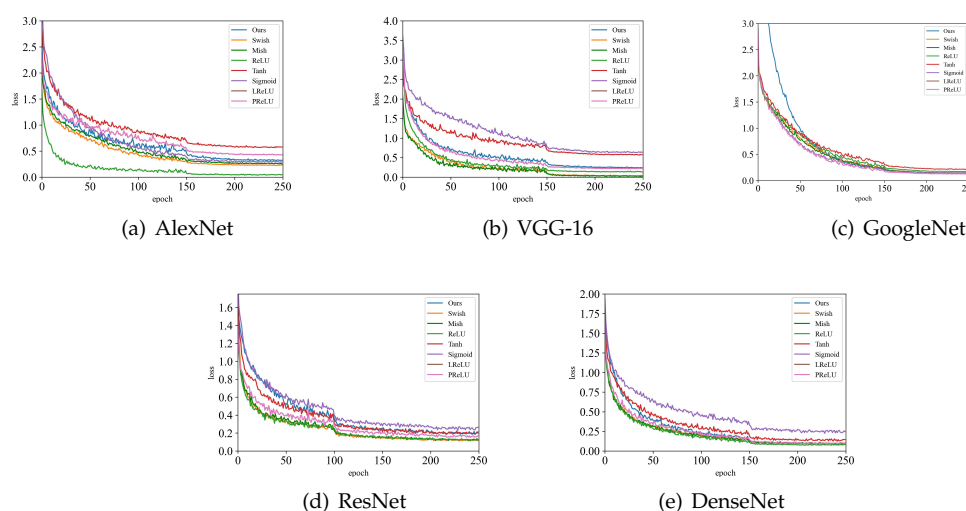 3.0
2.5
2.0
1.5
1.0
0.5
0.0
loss
0 50 100 150 200 250
epoch
Ours
Swish
Mish
ReLU
Tanh
Sigmoid
LReLU
PReLU
(a) AlexNet
4.0
3.5
3.0
2.5
2.0
1.5
1.0
0.5
0.0
loss
0 50 100 150 200 250
epoch
Ours
Swish
Mish
ReLU
Tanh
Sigmoid
LReLU
PReLU
(b) VGG-16
3.0
2.5
2.0
1.5
1.0
0.5
0.0
loss
0 50 100 150 200 250
epoch
Ours
Swish
Mish
ReLU
Tanh
Sigmoid
LReLU
PReLU
(c) GoogleNet
1.6
1.4
1.2
1.0
0.8
0.6
0.4
0.2
0.0
loss
0 50 100 150 200 250
epoch
Ours
Swish
Mish
ReLU
Tanh
Sigmoid
LReLU
PReLU
(d) ResNet
2.00
1.75
1.50
1.25
1.00
0.75
0.50
0.25
0.00
loss
0 50 100 150 200 250
epoch
Ours
Swish
Mish
ReLU
Tanh
Sigmoid
LReLU
PReLU
(e) DenseNet